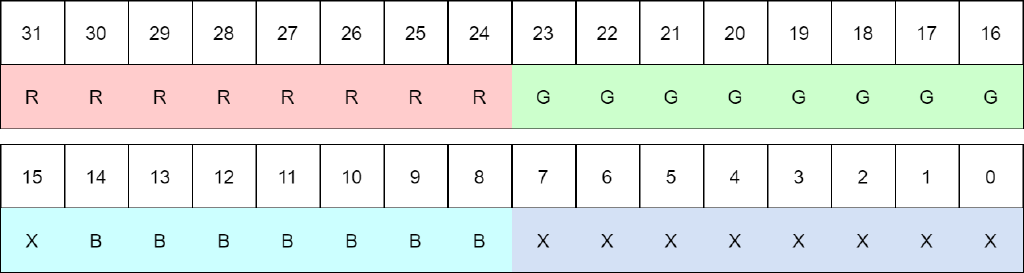 31 30 29 28 27 26 25 24 23 22 21 20 19 18 17 16
R R R R R R R R G G G G G G G G
15 14 13 12 11 10 9 8 7 6 5 4 3 2 1 0
X B B B B B B B X X X X X X X X